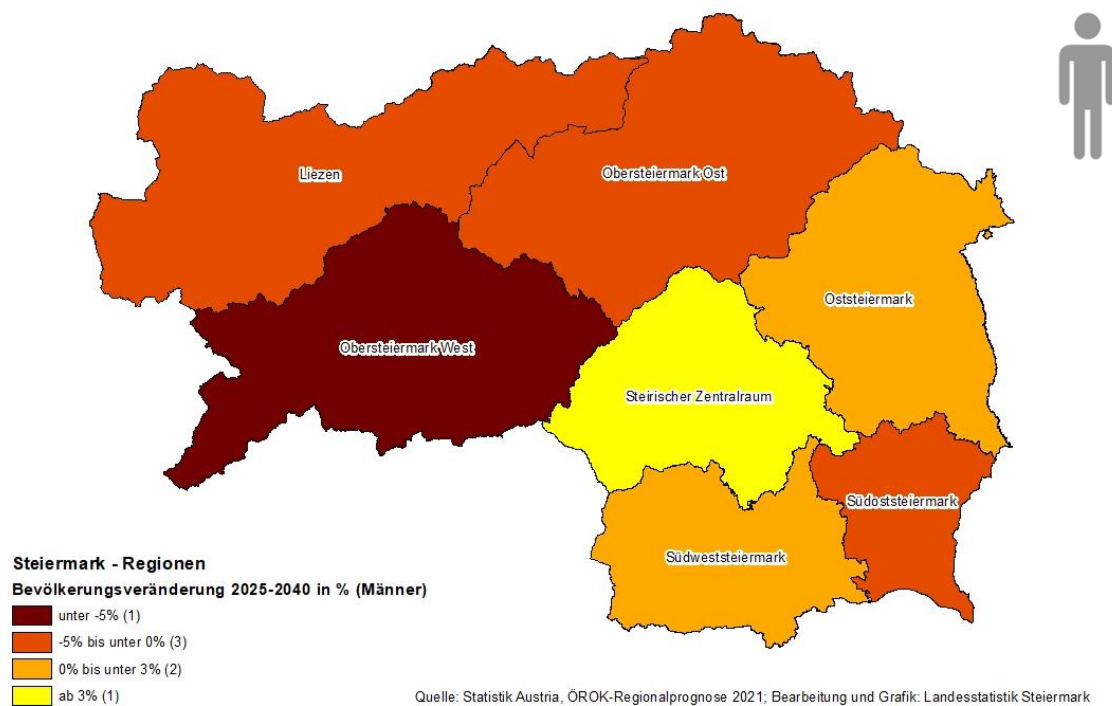 Liezen
Obersteiermark Ost
Oststeiermark
Obersteiermark West
Steirischer Zentralraum
Südoststeiermark
Südweststeiermark
Steiermark - Regionen
Bevölkerungsveränderung 2025-2040 in % (Männer)
unter -5% (1)
-5% bis unter 0% (3)
0% bis unter 3% (2)
ab 3% (1)
Quelle: Statistik Austria, ÖROK-Regionalprognose 2021; Bearbeitung und Grafik: Landesstatistik Steiermark